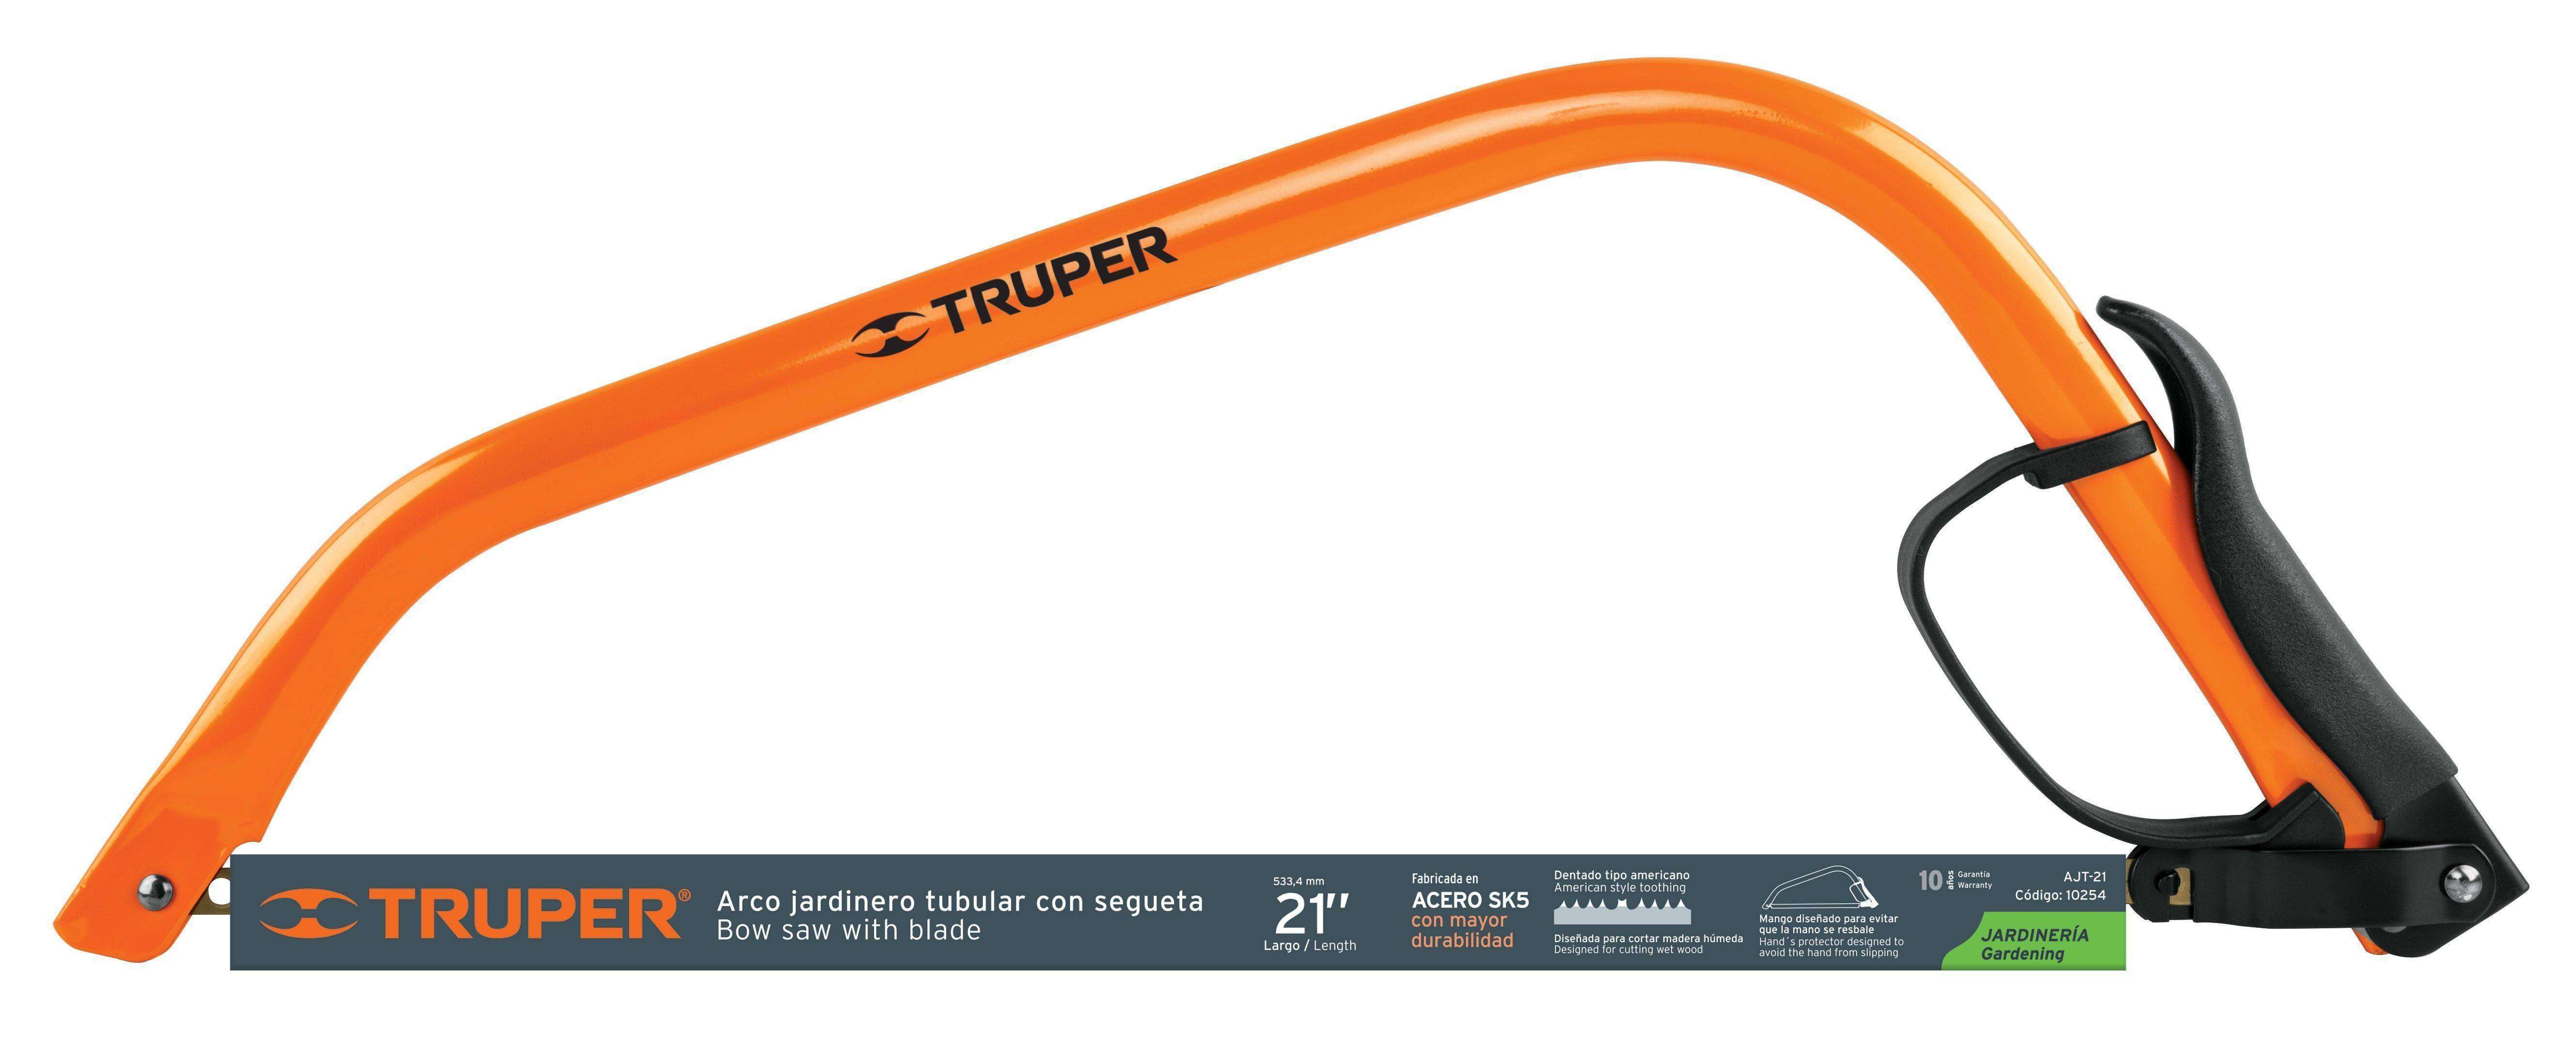 TRUPER
TRUPER®
Arco jardinero tubular con segueta
Bow saw with blade
533,4 mm
21"
Largo / Length
Fabricada en
ACERO SK5
con mayor
durabilidad
Dentado tipo americano
American style toothing
Diseñada para cortar madera húmeda
Designed for cutting wet wood
Mango diseñado para evitar
que la mano se resbale
Hand´s protector designed to
avoid the hand from slipping
10 años Garantía
Warranty
AJT-21
Código: 10254
JARDINERÍA
Gardening